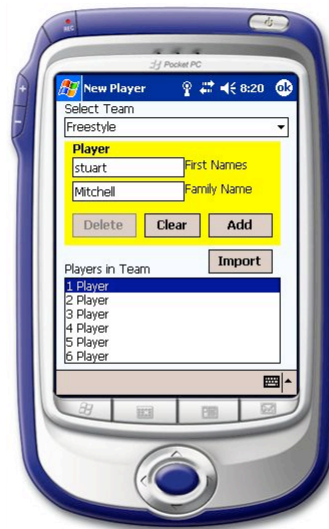 REC
Pocket PC
New Player 8:20 ok
Select Team
Freestyle
Player
stuart First Names
Mitchell Family Name
Delete Clear Add
Import
Players in Team
1 Player
2 Player
3 Player
4 Player
5 Player
6 Player